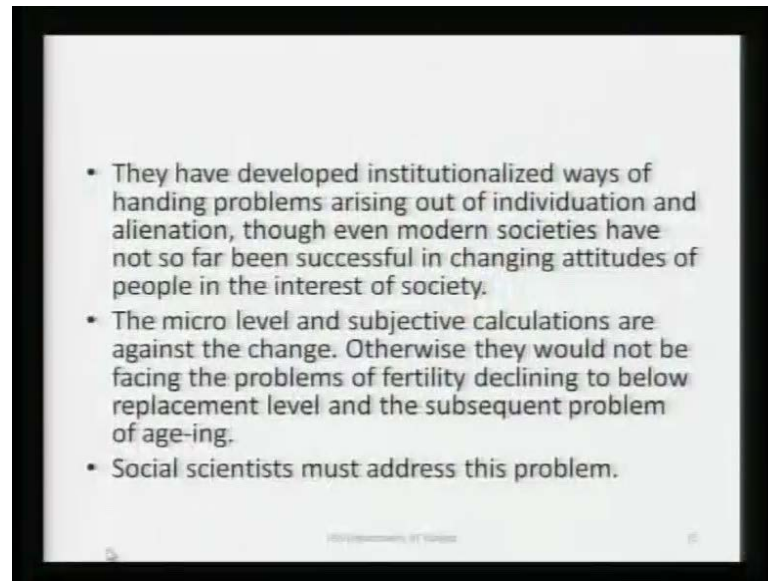 • They have developed institutionalized ways of
handing problems arising out of individuation and
alienation, though even modern societies have
not so far been successful in changing attitudes of
people in the interest of society.
• The micro level and subjective calculations are
against the change. Otherwise they would not be
facing the problems of fertility declining to below
replacement level and the subsequent problem
of age-ing.
• Social scientists must address this problem.